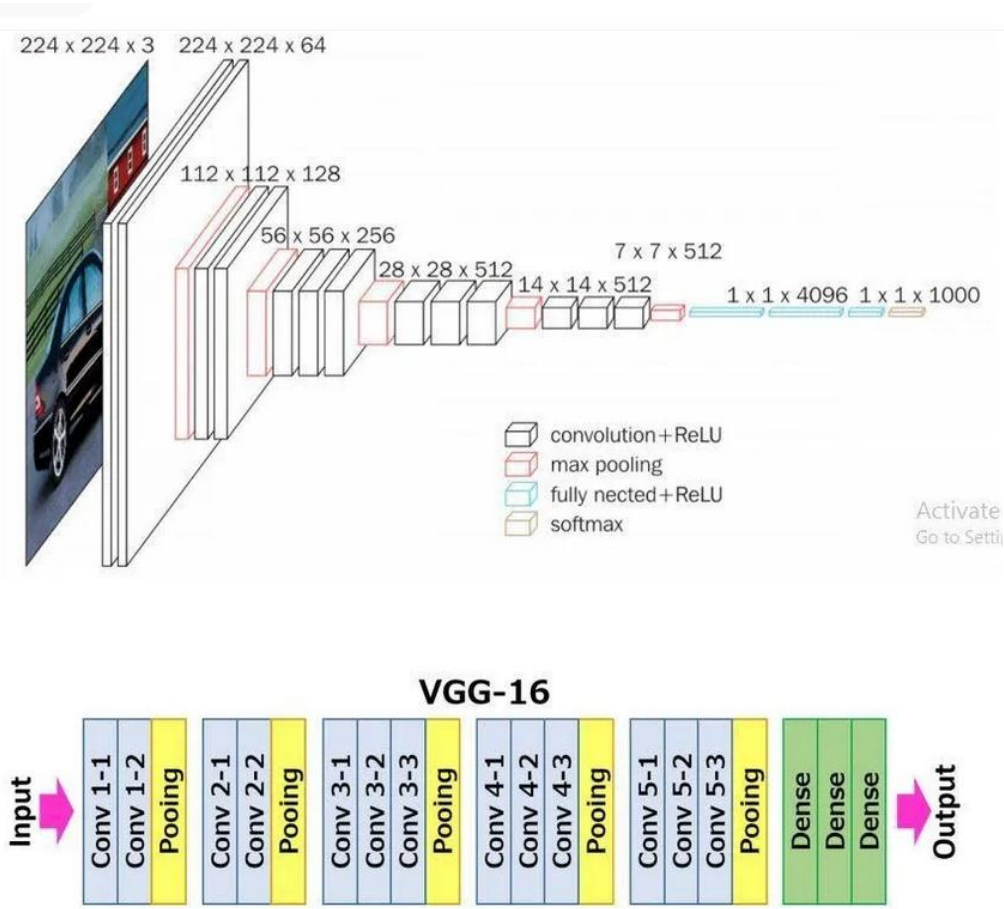 224 x 224 x 3 224 x 224 x 64
112 x 112 x 128
56 x 56 x 256
28 x 28 x 512
14 x 14 x 512
7 x 7 x 512
1 x 1 x 4096 1 x 1 x 1000
convolution+ReLU
max pooling
fully nected+ReLU
softmax
Activate
Go to Setti
VGG-16
Input
Conv 1-1
Conv 1-2
Pooing
Conv 2-1
Conv 2-2
Pooing
Conv 3-1
Conv 3-2
Conv 3-3
Pooing
Conv 4-1
Conv 4-2
Conv 4-3
Pooing
Conv 5-1
Conv 5-2
Conv 5-3
Pooing
Dense
Dense
Dense
Output